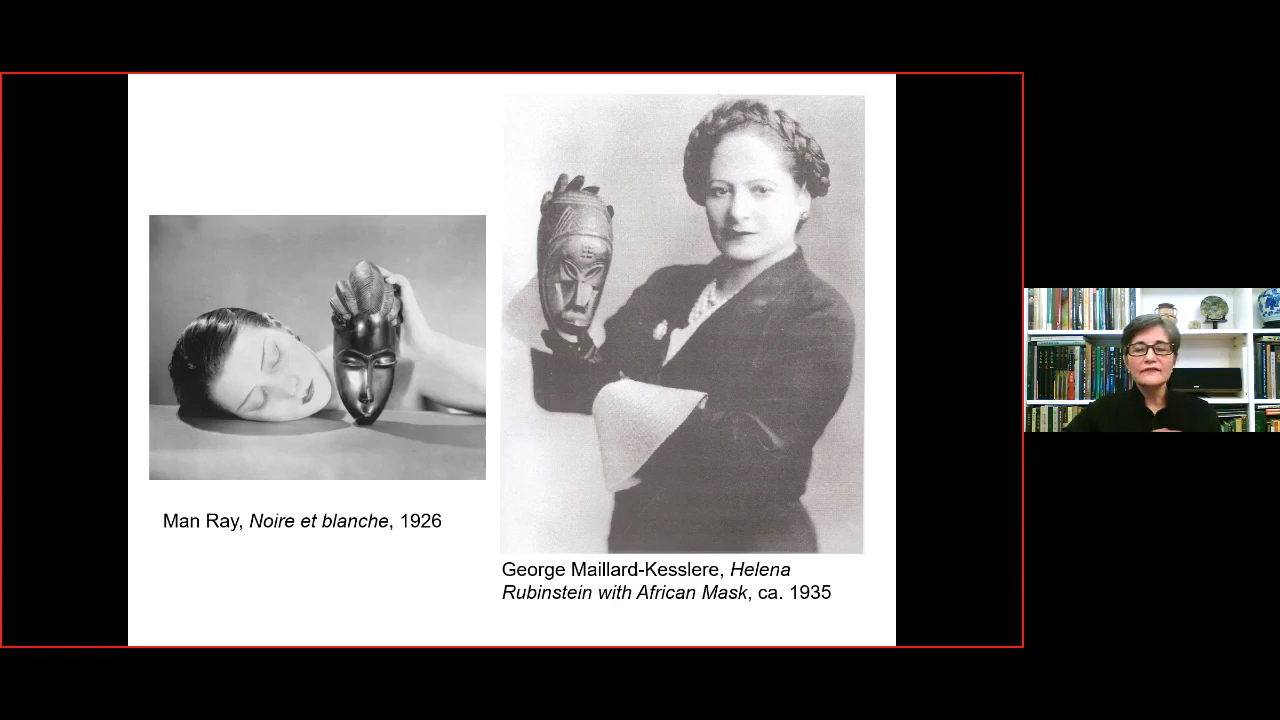 Man Ray, Noire et blanche, 1926
George Maillard-Kesslere, Helena
Rubinstein with African Mask, ca. 1935